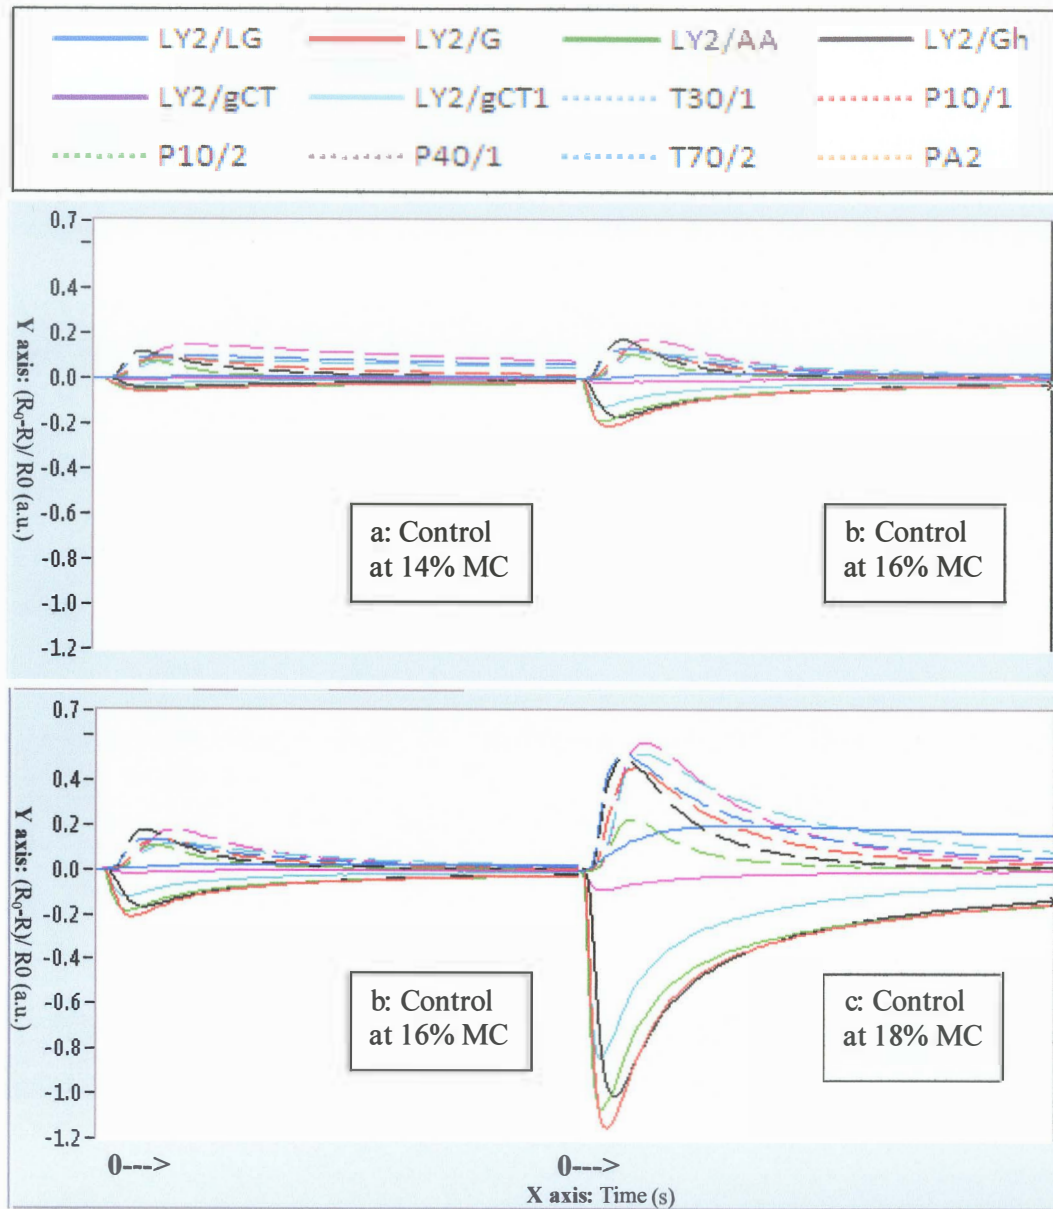 LY2/LG LY2/G LY2/AA LY2/Gh
LY2/gCT LY2/gCT1 T30/1 P10/1
P10/2 P40/1 T70/2 PA2
0.7
0.4
0.2
0.0
-0.2
-0.4
-0.6
-0.8
-1.0
-1.2
Y axis: (R0-R)/ R0 (a.u.)
a: Control
at 14% MC
b: Control
at 16% MC
0.7
0.4
0.2
0.0
-0.2
-0.4
-0.6
-0.8
-1.0
-1.2
Y axis: (R0-R)/ R0 (a.u.)
b: Control
at 16% MC
c: Control
at 18% MC
0---> 0--->
X axis: Time (s)